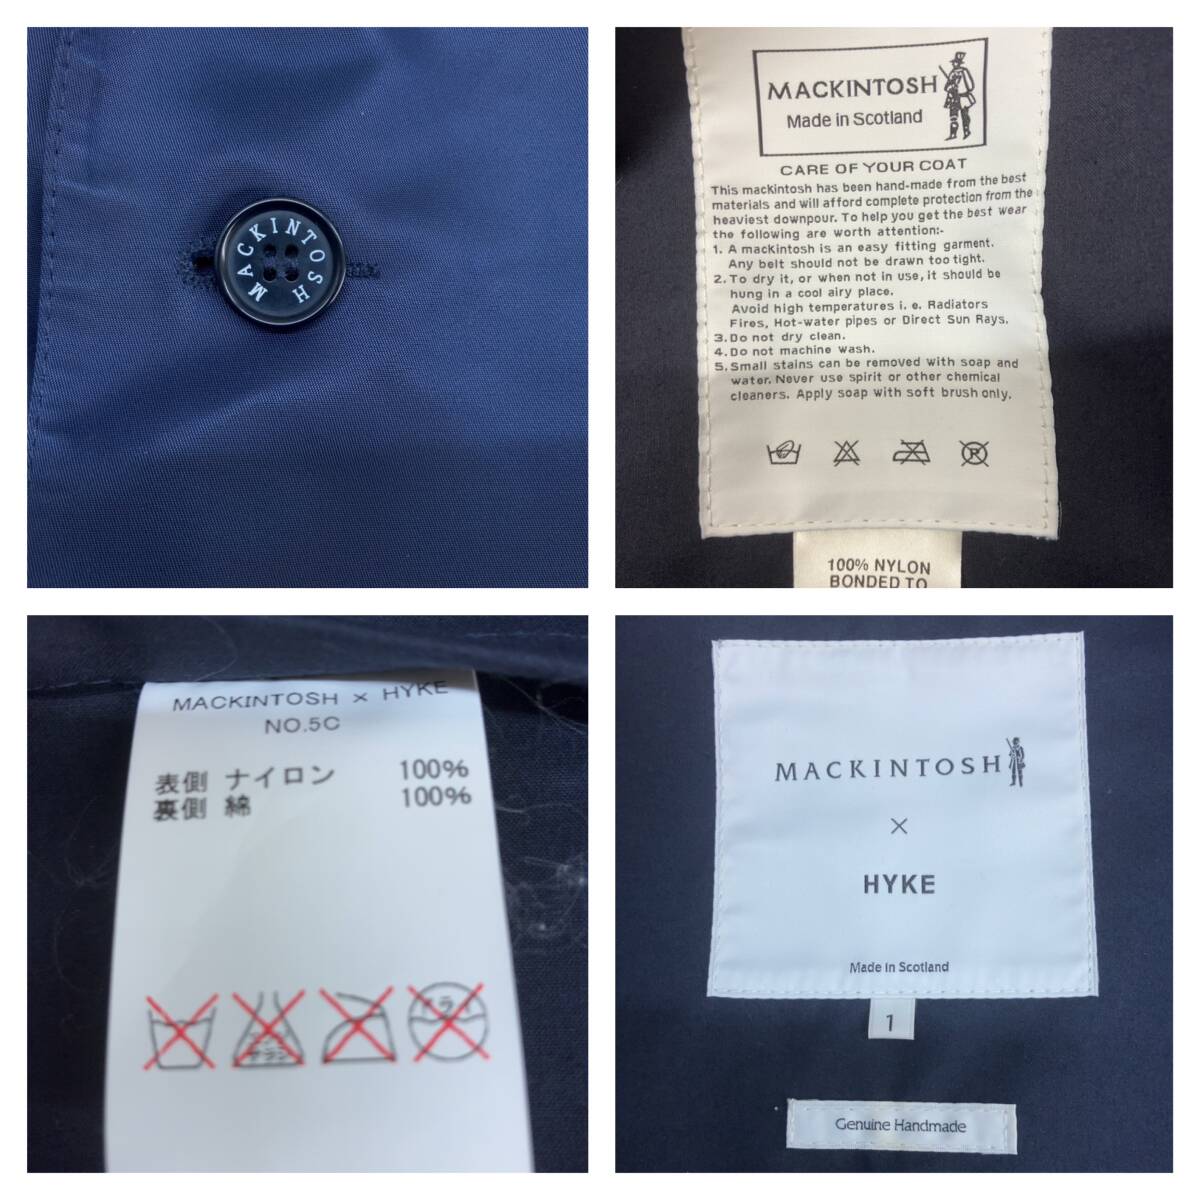 MACKINTOSH
MACKINTOSH
Made in Scotland
CARE OF YOUR COAT
This mackintosh has been hand-made from the best
materials and will afford complete protection from the
heaviest downpour. To help you get the best wear
the following are worth attention:-
1. A mackintosh is an easy fitting garment.
Any belt should not be drawn too tight.
2. To dry it, or when not in use, it should be
hung in a cool airy place.
Avoid high temperatures i. e. Radiators
Fires, Hot-water pipes or Direct Sun Rays.
3. Do not dry clean.
4. Do not machine wash.
5. Small stains can be removed with soap and
water. Never use spirit or other chemical
cleaners. Apply soap with soft brush only.
R
100% NYLON
BONDED TO
MACKINTOSH × HYKE
NO.5C
表側 ナイロン 100%
裏側 綿 100%
MACKINTOSH
×
HYKE
Made in Scotland
1
Genuine Handmade